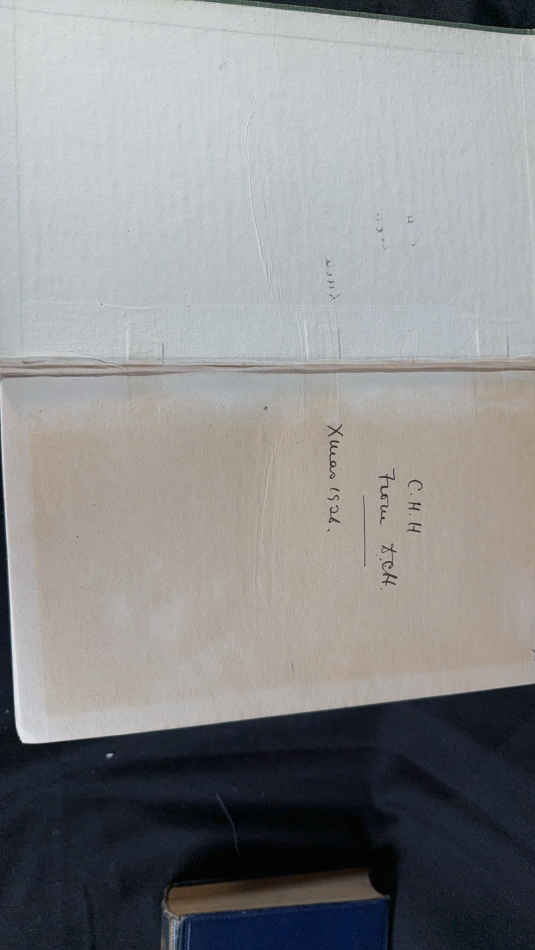 C.H.H
From D.C.H.
Xmas 1926.